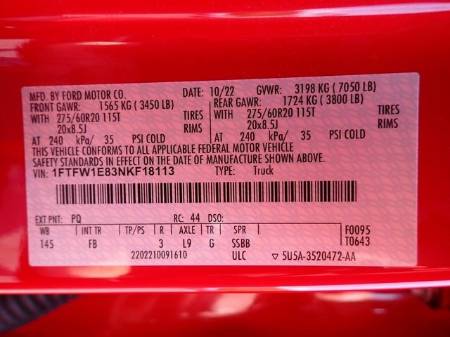 MFD. BY FORD MOTOR CO. 10/22 GVWR: 3198 KG (7050 LB)
FRONT GAWR: 1565 KG (3450 LB) REAR GAWR: 1724 KG (3800 LB)
WITH 275/60R20 115T TIRES WITH 275/60R20 115T TIRES
20x8.5J RIMS 20x8.5J RIMS
AT 240 kPa/ 35 PSI COLD AT 240 kPa/ 35 PSI COLD
THIS VEHICLE CONFORMS TO ALL APPLICABLE FEDERAL MOTOR VEHICLE
SAFETY STANDARDS IN EFFECT ON THE DATE OF MANUFACTURE SHOWN ABOVE.
VIN: 1FTFW1E83NKF18113 TYPE: Truck
EXT PNT: PQ RC: 44 DSO:
WB INT TR TP/PS R AXLE TR SPR F0095
145 FB 3 L9 G SSBB T0643
2202210091610 ULC ▽ 5U5A-3520472-AA